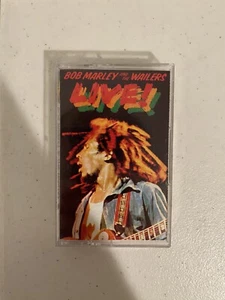 BOB MARLEY AND THE WAILERS
LIVE!